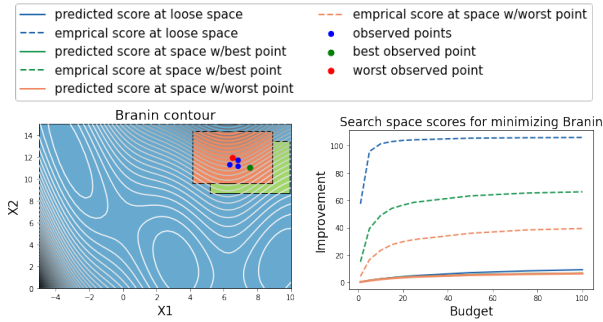 predicted score at loose space
emprical score at loose space
predicted score at space w/best point
emprical score at space w/best point
predicted score at space w/worst point
emprical score at space w/worst point
observed points
best observed point
worst observed point
Branin contour
14
12
10
8
6
4
2
0
−4 −2 0 2 4 6 8 10
X2
X1
Search space scores for minimizing Branin
100
80
60
40
20
0
0 20 40 60 80 100
Improvement
Budget